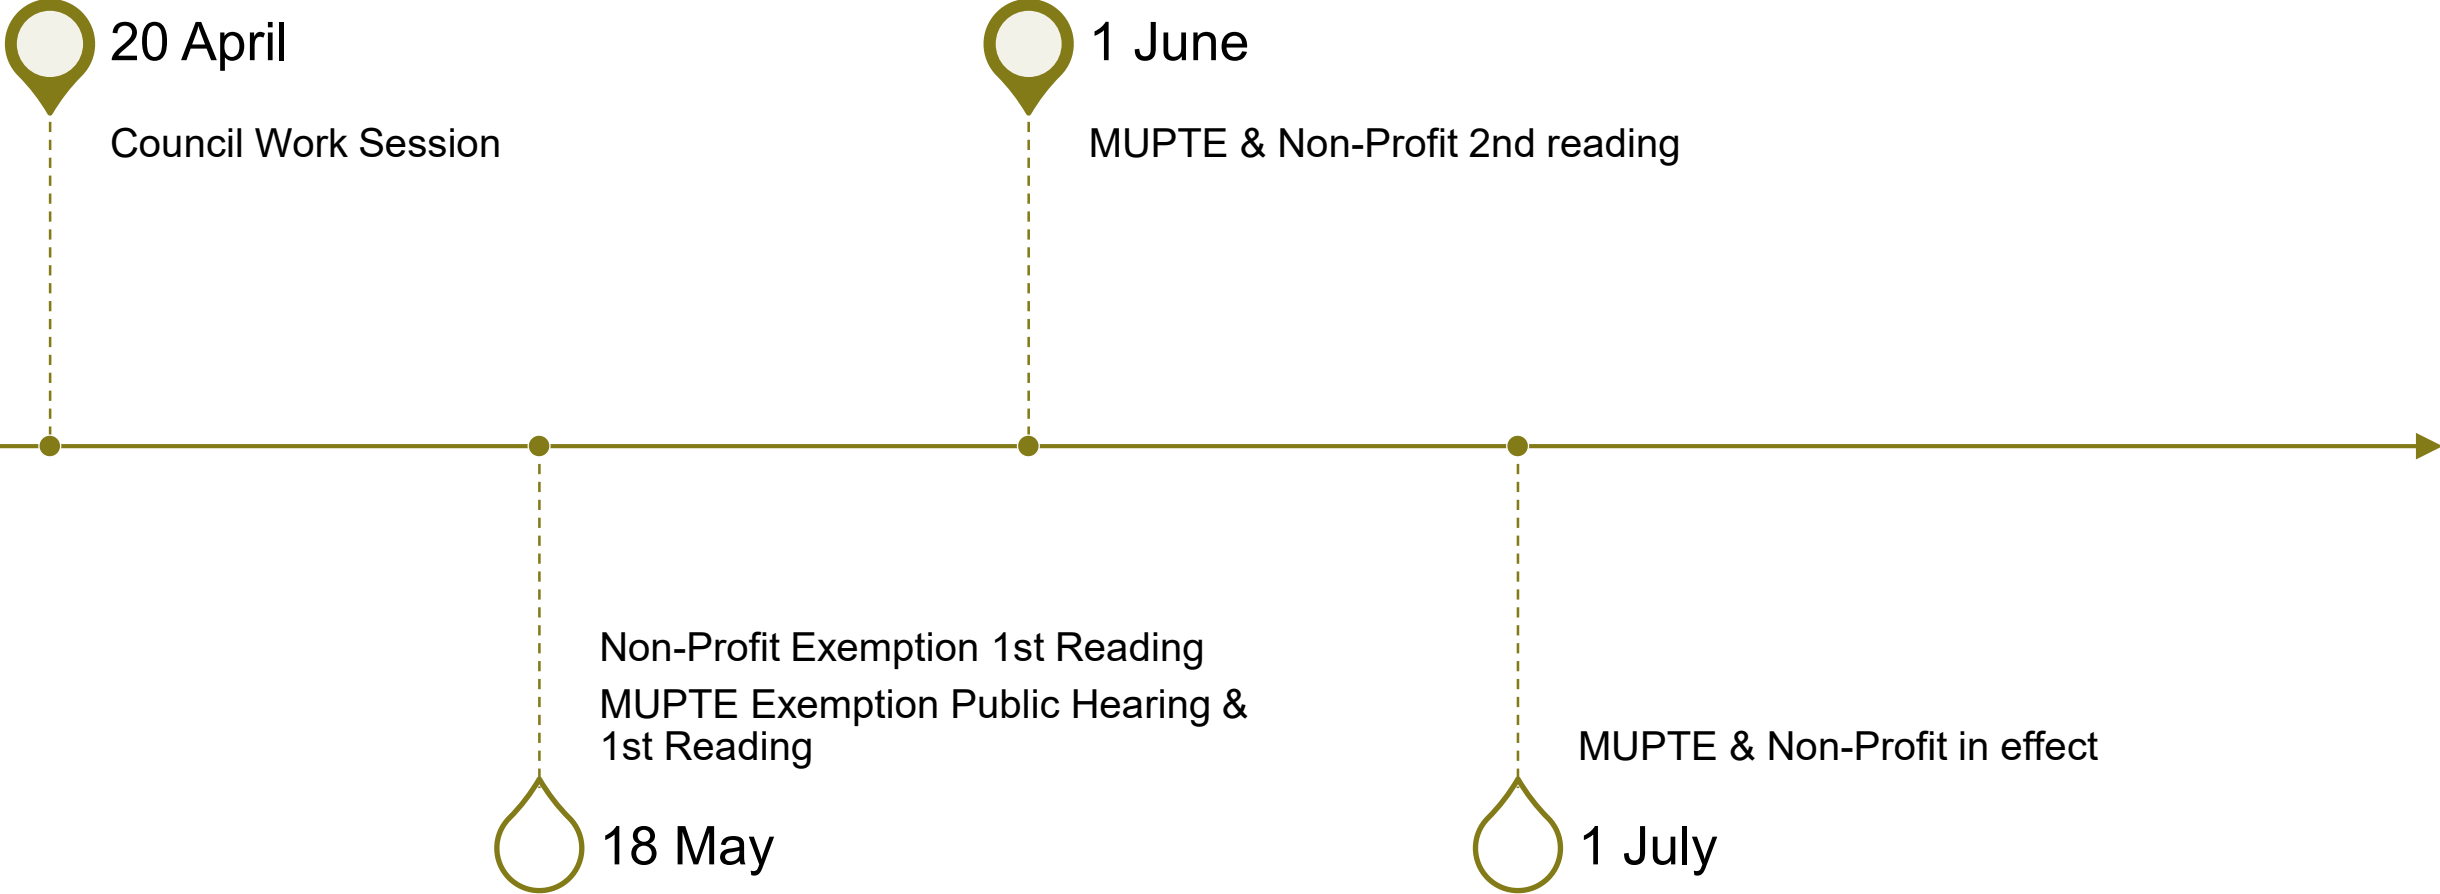 20 April
Council Work Session
Non-Profit Exemption 1st Reading
MUPTE Exemption Public Hearing &
1st Reading
18 May
1 June
MUPTE & Non-Profit 2nd reading
MUPTE & Non-Profit in effect
1 July